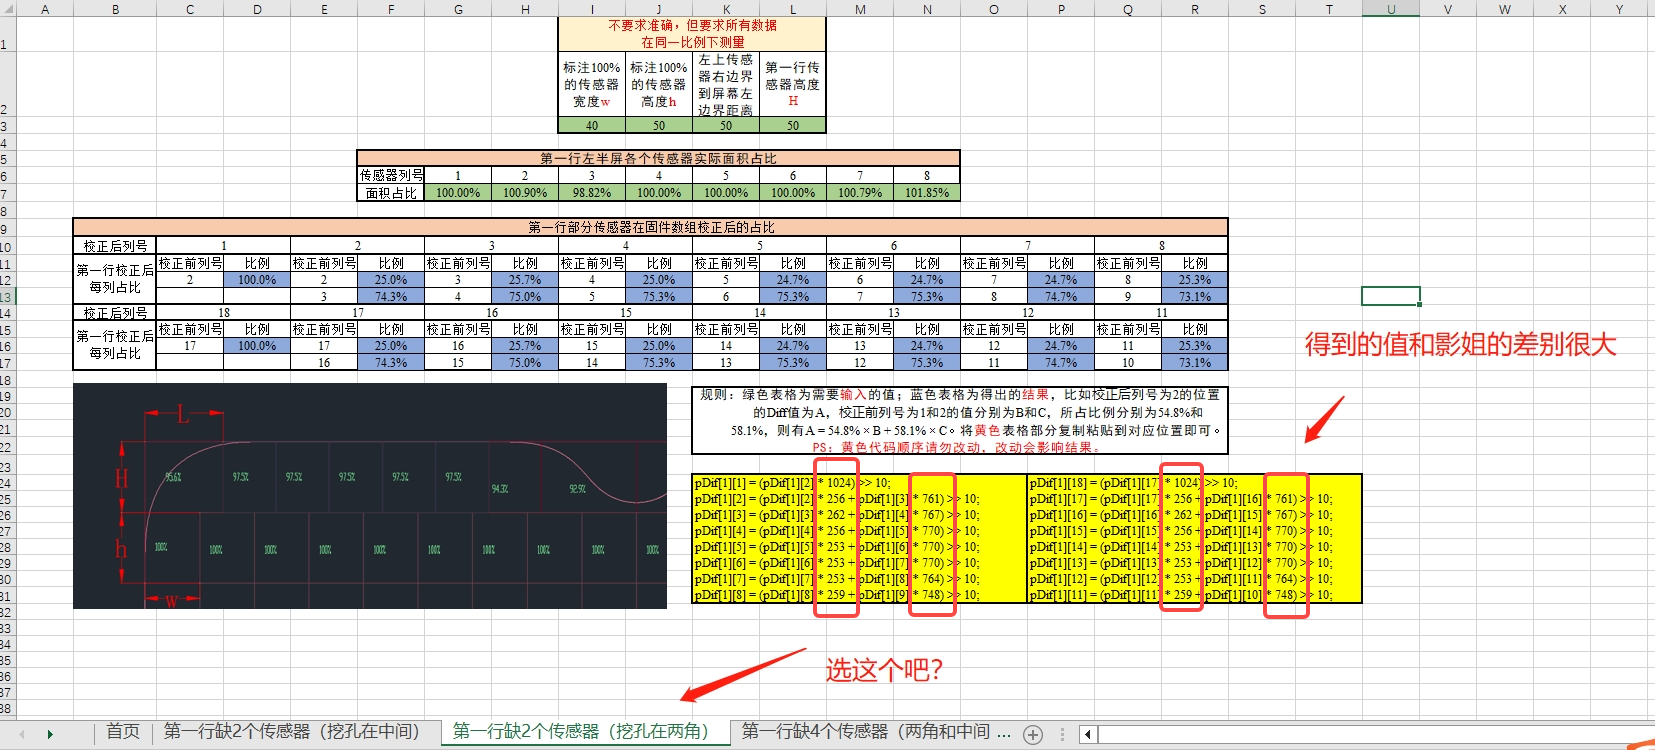 A B C D E F G H I J K L M N O P Q R S T U V W X Y
不要求准确，但要求所有数据
在同一比例下测量
标注100%的传感器宽度w 标注100%的传感器高度h 左上传感器右边界到屏幕左边界距离 第一行传感器高度H
40 50 50 50
第一行左半屏各个传感器实际面积占比
传感器列号 1 2 3 4 5 6 7 8
面积占比 100.00% 100.90% 98.82% 100.00% 100.00% 100.00% 100.79% 101.85%
第一行部分传感器在固件数组校正后的占比
校正后列号 1 2 3 4 5 6 7 8
第一行校正后每列占比 校正前列号 比例 校正前列号 比例 校正前列号 比例 校正前列号 比例 校正前列号 比例 校正前列号 比例 校正前列号 比例 校正前列号 比例
2 100.0% 2 25.0% 3 25.7% 4 25.0% 5 24.7% 6 24.7% 7 24.7% 8 25.3%
3 74.3% 4 75.0% 5 75.3% 6 75.3% 7 75.3% 8 74.7% 9 73.1%
校正后列号 18 17 16 15 14 13 12 11
第一行校正后每列占比 校正前列号 比例 校正前列号 比例 校正前列号 比例 校正前列号 比例 校正前列号 比例 校正前列号 比例 校正前列号 比例 校正前列号 比例
17 100.0% 17 25.0% 16 25.7% 15 25.0% 14 24.7% 13 24.7% 12 24.7% 11 25.3%
16 74.3% 15 75.0% 14 75.3% 13 75.3% 12 75.3% 11 74.7% 10 73.1%
得到的值和影姐的差别很大
规则：绿色表格为需要输入的值；蓝色表格为得出的结果，比如校正后列号为2的位置
的Diff值为A，校正前列号为1和2的值分别为B和C，所占比例分别为54.8%和
58.1%，则有A = 54.8% × B + 58.1% × C。将黄色表格部分复制粘贴到对应位置即可。
PS：黄色代码顺序请勿改动，改动会影响结果。
L
H
h
w
95.6% 97.5% 97.5% 97.5% 97.5% 97.5% 94.3% 92.9%
100% 100% 100% 100% 100% 100% 100% 100% 100% 100%
pDif[1][1] = (pDif[1][2] * 1024) >> 10; pDif[1][18] = (pDif[1][17] * 1024) >> 10;
pDif[1][2] = (pDif[1][2] * 256 + pDif[1][3] * 761) >> 10; pDif[1][17] = (pDif[1][17] * 256 + pDif[1][16] * 761) >> 10;
pDif[1][3] = (pDif[1][3] * 262 + pDif[1][4] * 767) >> 10; pDif[1][16] = (pDif[1][16] * 262 + pDif[1][15] * 767) >> 10;
pDif[1][4] = (pDif[1][4] * 256 + pDif[1][5] * 770) >> 10; pDif[1][15] = (pDif[1][15] * 256 + pDif[1][14] * 770) >> 10;
pDif[1][5] = (pDif[1][5] * 253 + pDif[1][6] * 770) >> 10; pDif[1][14] = (pDif[1][14] * 253 + pDif[1][13] * 770) >> 10;
pDif[1][6] = (pDif[1][6] * 253 + pDif[1][7] * 770) >> 10; pDif[1][13] = (pDif[1][13] * 253 + pDif[1][12] * 770) >> 10;
pDif[1][7] = (pDif[1][7] * 253 + pDif[1][8] * 764) >> 10; pDif[1][12] = (pDif[1][12] * 253 + pDif[1][11] * 764) >> 10;
pDif[1][8] = (pDif[1][8] * 259 + pDif[1][9] * 748) >> 10; pDif[1][11] = (pDif[1][11] * 259 + pDif[1][10] * 748) >> 10;
选这个吧？
首页 第一行缺2个传感器（挖孔在中间） 第一行缺2个传感器（挖孔在两角） 第一行缺4个传感器（两角和中间 ...